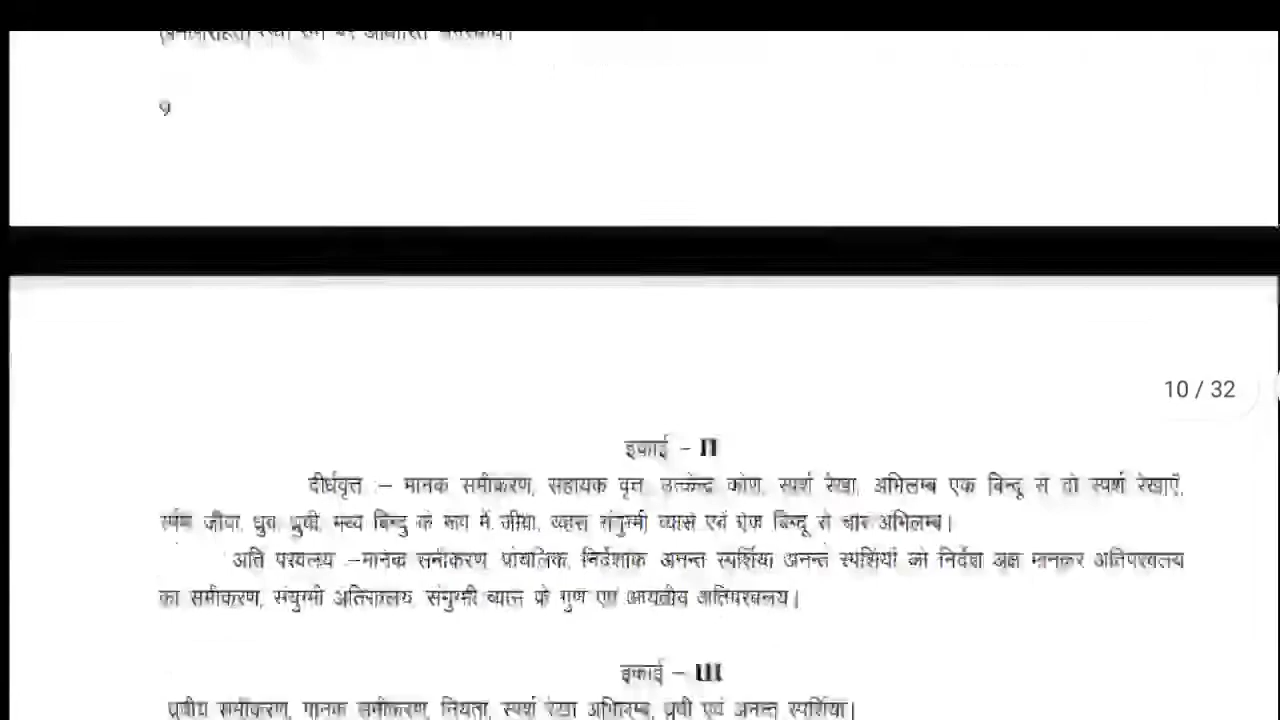 ९
10 / 32
इकाई – II
दीर्घवृत्त :– मानक समीकरण, सहायक वृत्त, उत्केन्द्र कोण, स्पर्श रेखा, अभिलम्ब एक बिन्दू से दो स्पर्श रेखाएँ,
स्पर्श जीवा, ध्रुव, ध्रुवी, मध्य बिन्दु के रूप में जीवा, व्यास संयुग्मी व्यास एवं एक बिन्दू से चार अभिलम्ब।
अति परवलय –मानक समीकरण प्रांचलिक, निर्देशांक अनन्त स्पर्शिया अनन्त स्पर्शियों को निर्देश अक्ष मानकर अतिपरवलय
का समीकरण, संयुग्मी अतिपरवलय, संयुग्मी व्यास के गुण एवं आयतीय अतिपरवलय।
इकाई – III
ध्रुवीय समीकरण, मानक समीकरण, नियता, स्पर्श रेखा अभिलम्ब, ध्रुवी एवं अनन्त स्पर्शिया।